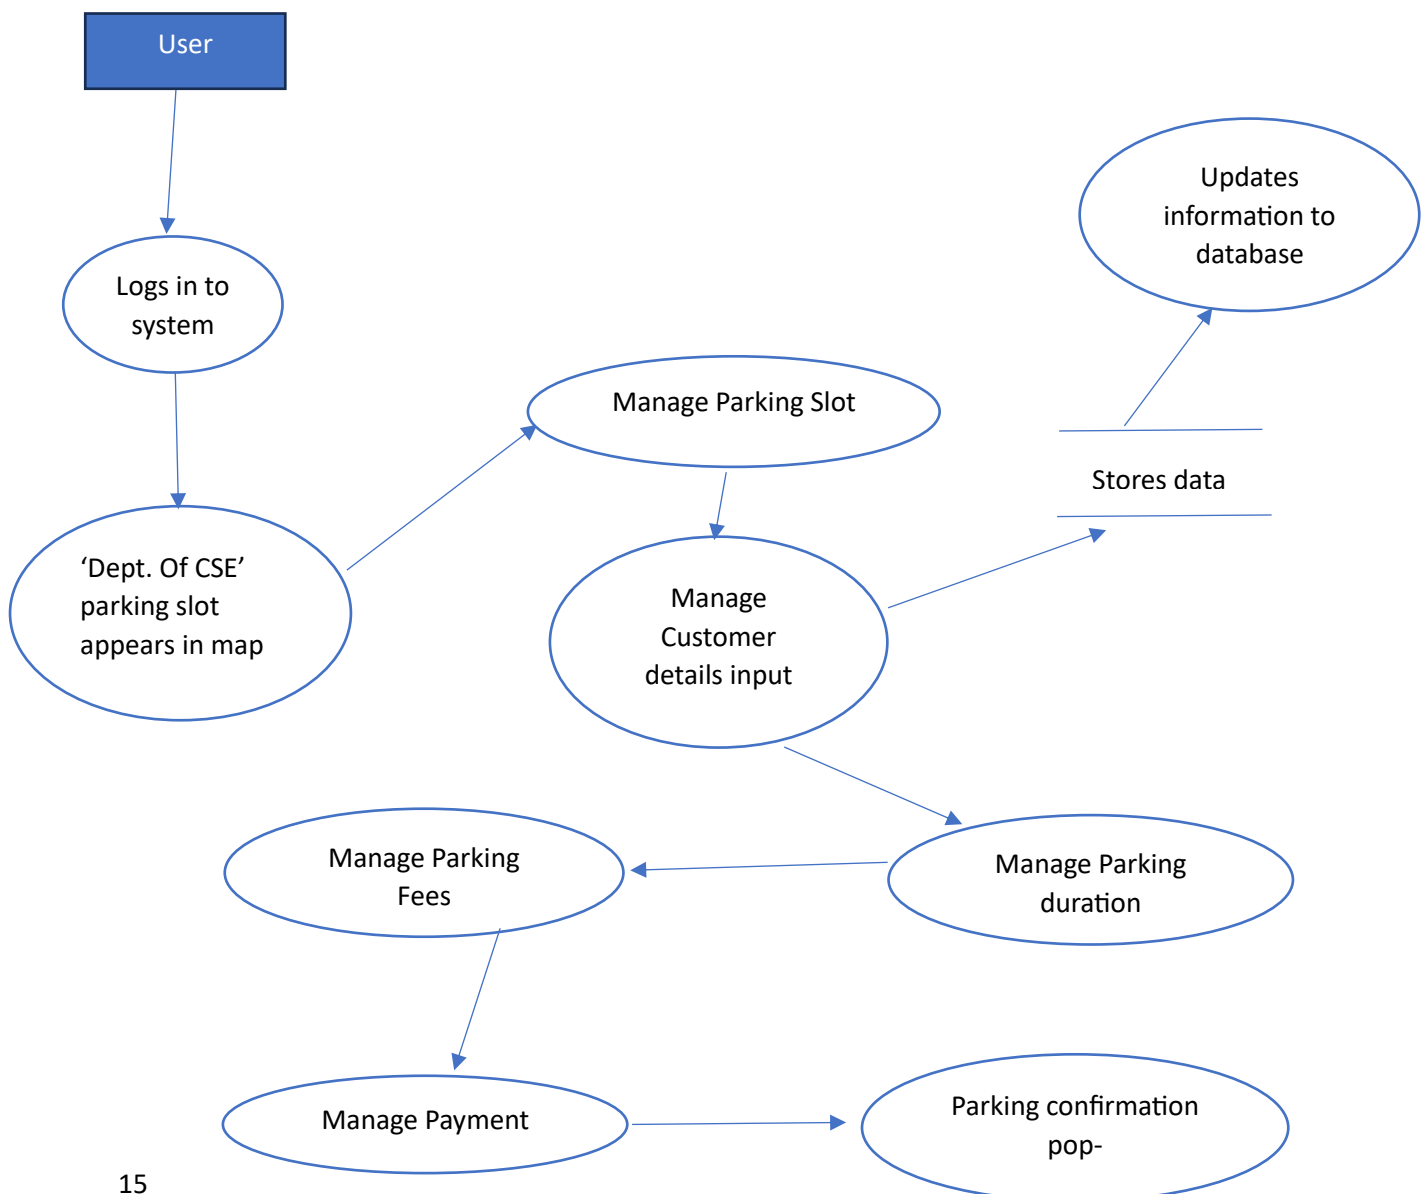 User
Logs in to
system
‘Dept. Of CSE’
parking slot
appears in map
Manage Parking Slot
Manage
Customer
details input
Stores data
Updates
information to
database
Manage Parking
duration
Manage Parking
Fees
Manage Payment
Parking confirmation
pop-
15